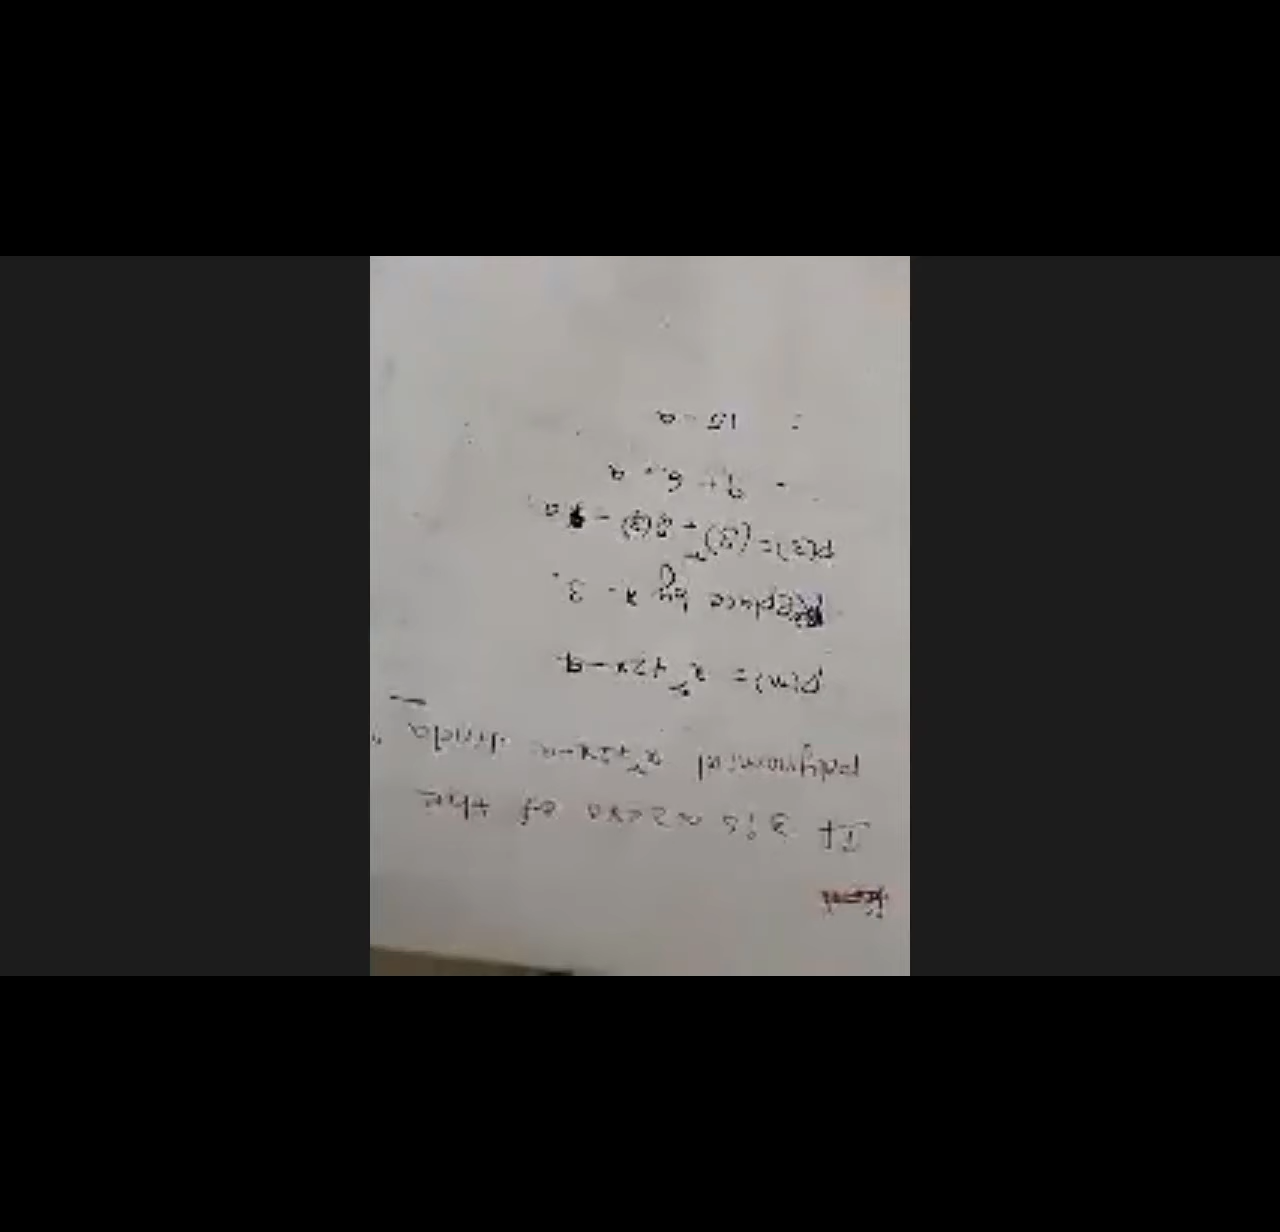 If 3 is a zero of the
polynomial x²+2x-a find a
p(x) = x²+2x-a
Replace by x = 3
p(3) = (3)² + 2(3) - a
= 9 + 6 - a
= 15 - a